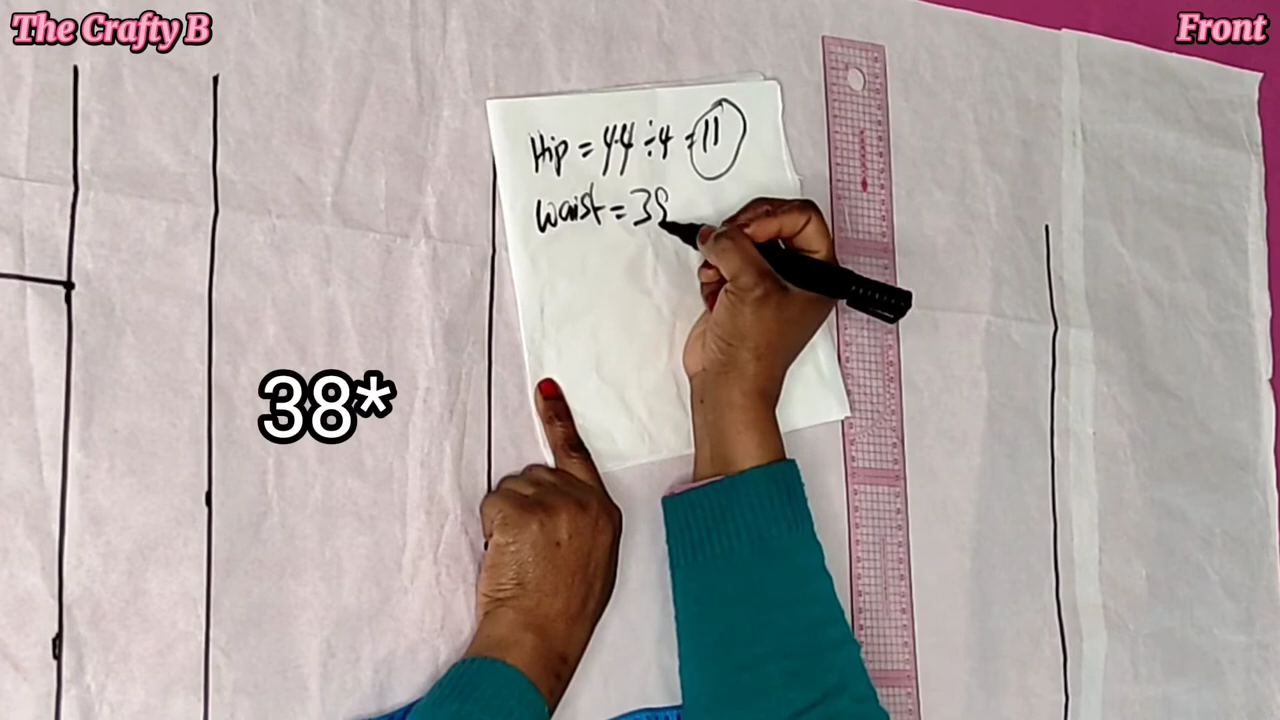 The Crafty B
Front
Hip = 44 ÷ 4 = 11
Waist = 38
38*